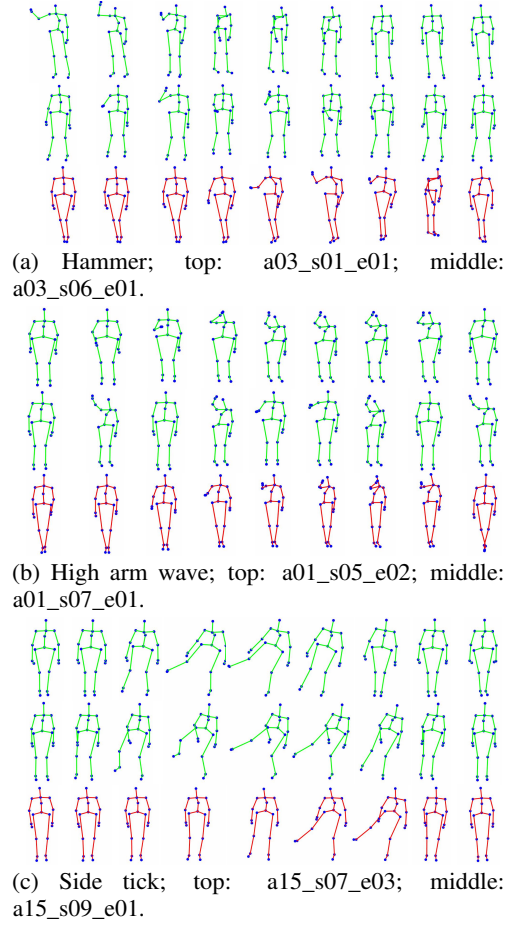 (a) Hammer; top: a03_s01_e01; middle:
a03_s06_e01.
(b) High arm wave; top: a01_s05_e02; middle:
a01_s07_e01.
(c) Side tick; top: a15_s07_e03; middle:
a15_s09_e01.